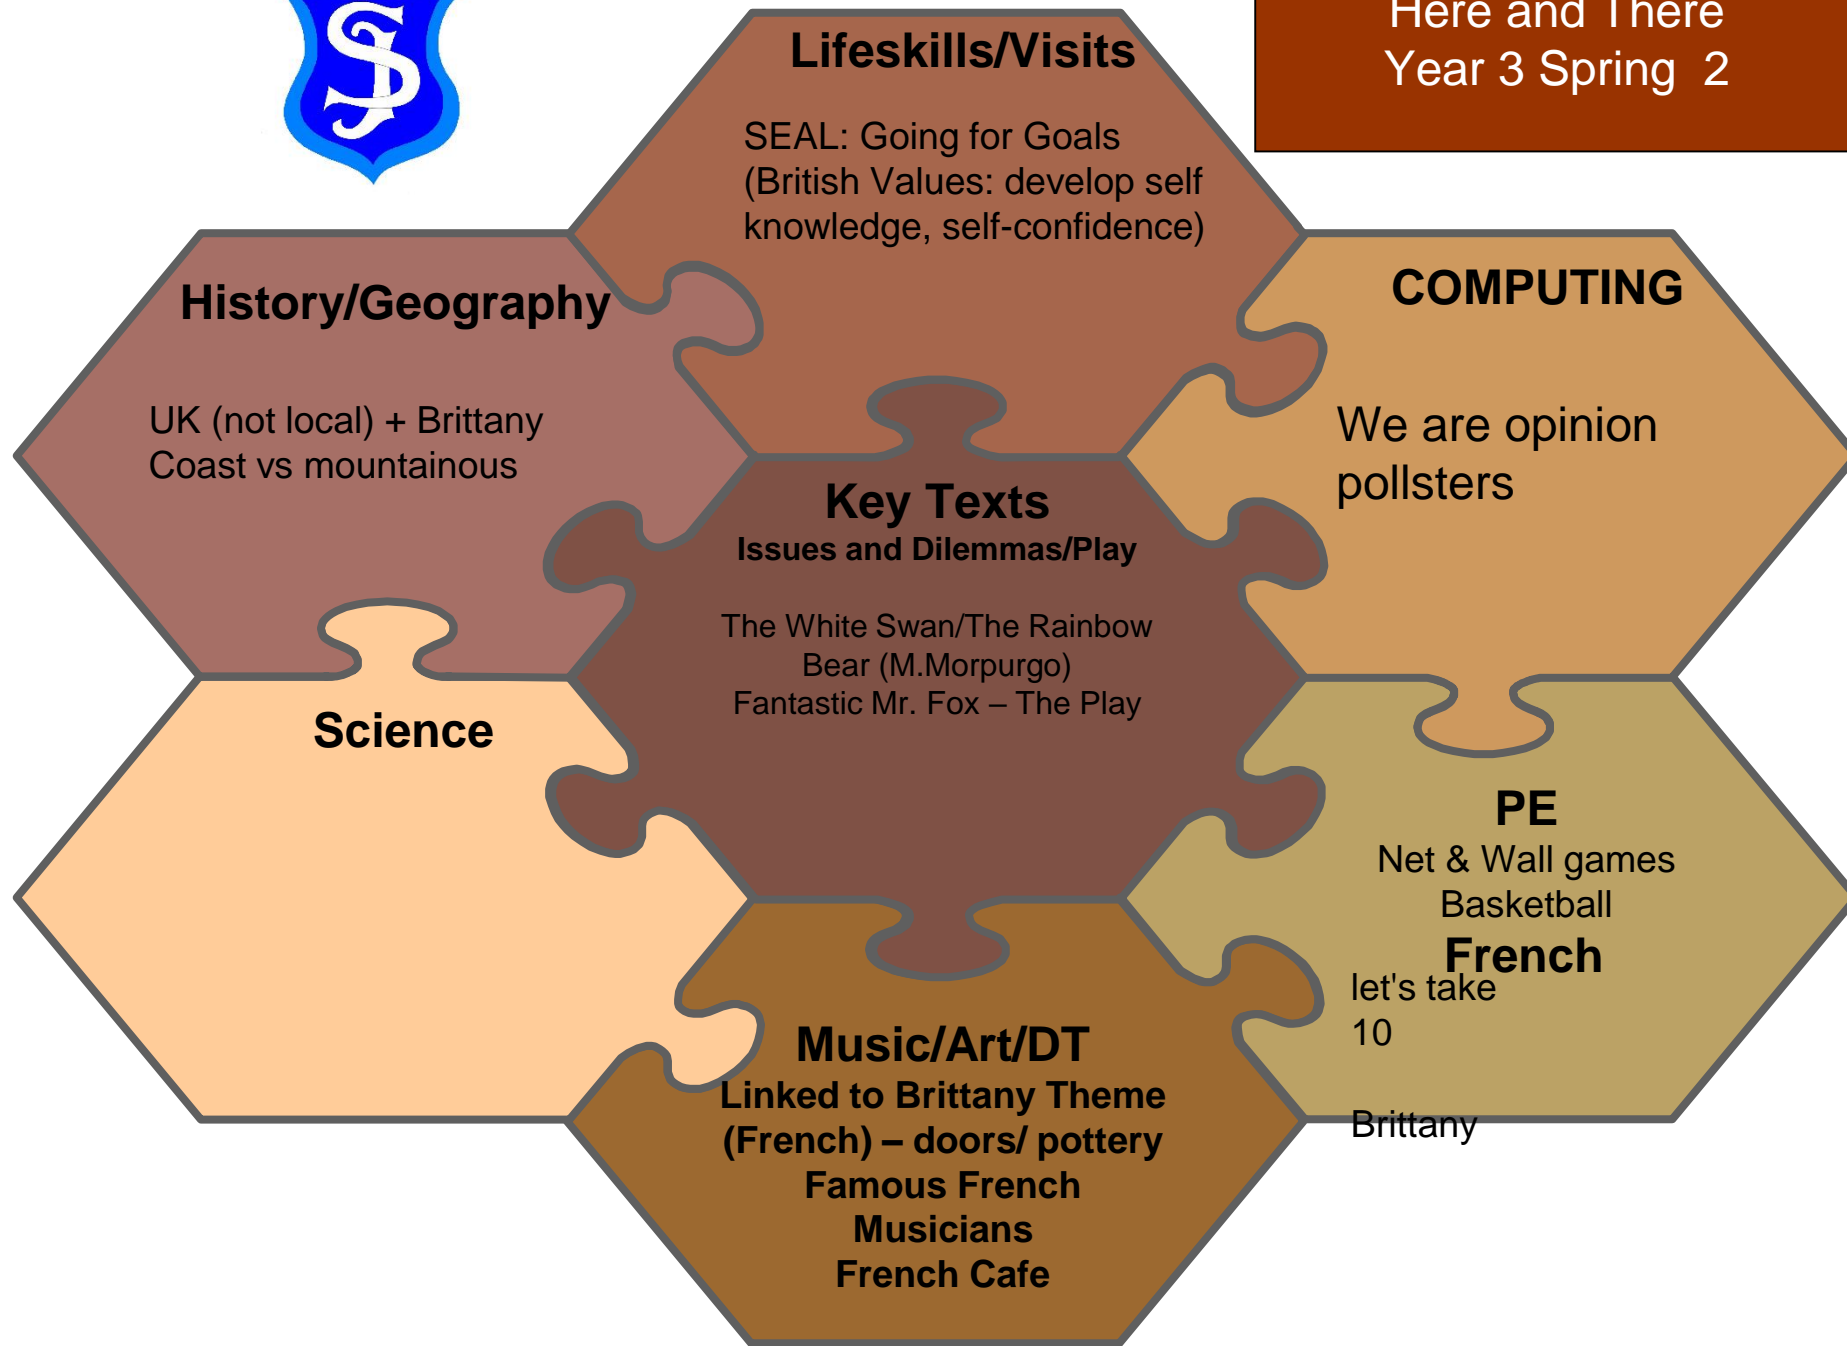 Here and There
Year 3 Spring 2
Lifeskills/Visits
SEAL: Going for Goals
(British Values: develop self
knowledge, self-confidence)
History/Geography
UK (not local) + Brittany
Coast vs mountainous
COMPUTING
We are opinion
pollsters
Key Texts
Issues and Dilemmas/Play
The White Swan/The Rainbow
Bear (M.Morpurgo)
Fantastic Mr. Fox – The Play
Science
PE
Net & Wall games
Basketball
French
let's take
10
Brittany
Music/Art/DT
Linked to Brittany Theme
(French) – doors/ pottery
Famous French
Musicians
French Cafe